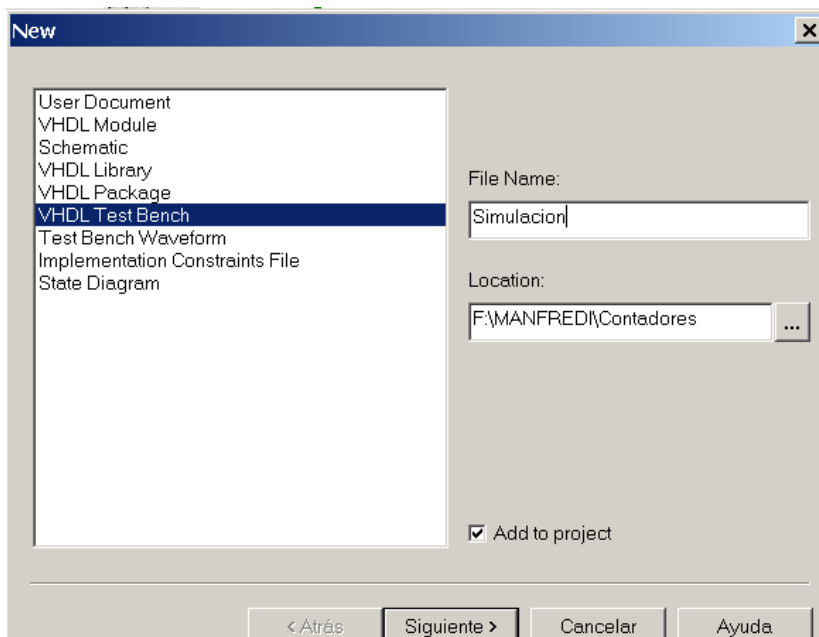 New
User Document
VHDL Module
Schematic
VHDL Library
VHDL Package
VHDL Test Bench
Test Bench Waveform
Implementation Constraints File
State Diagram
File Name:
Simulacion
Location:
F:\MANFREDI\Contadores
...
Add to project
< Atrás
Siguiente >
Cancelar
Ayuda